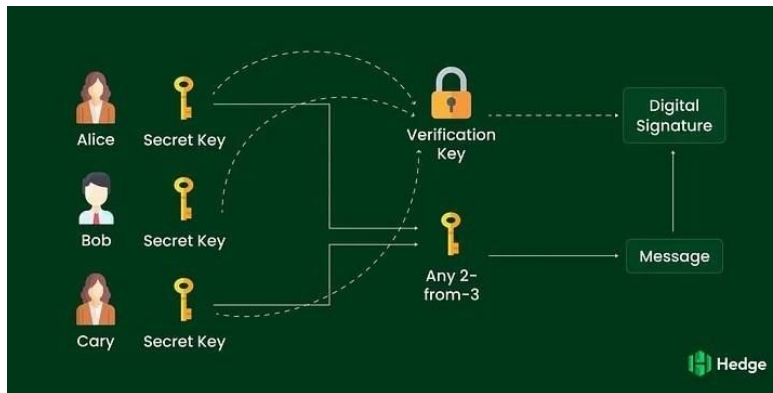 Alice
Secret Key
Bob
Secret Key
Cary
Secret Key
Verification
Key
Any 2-
from-3
Digital
Signature
Message
Hedge